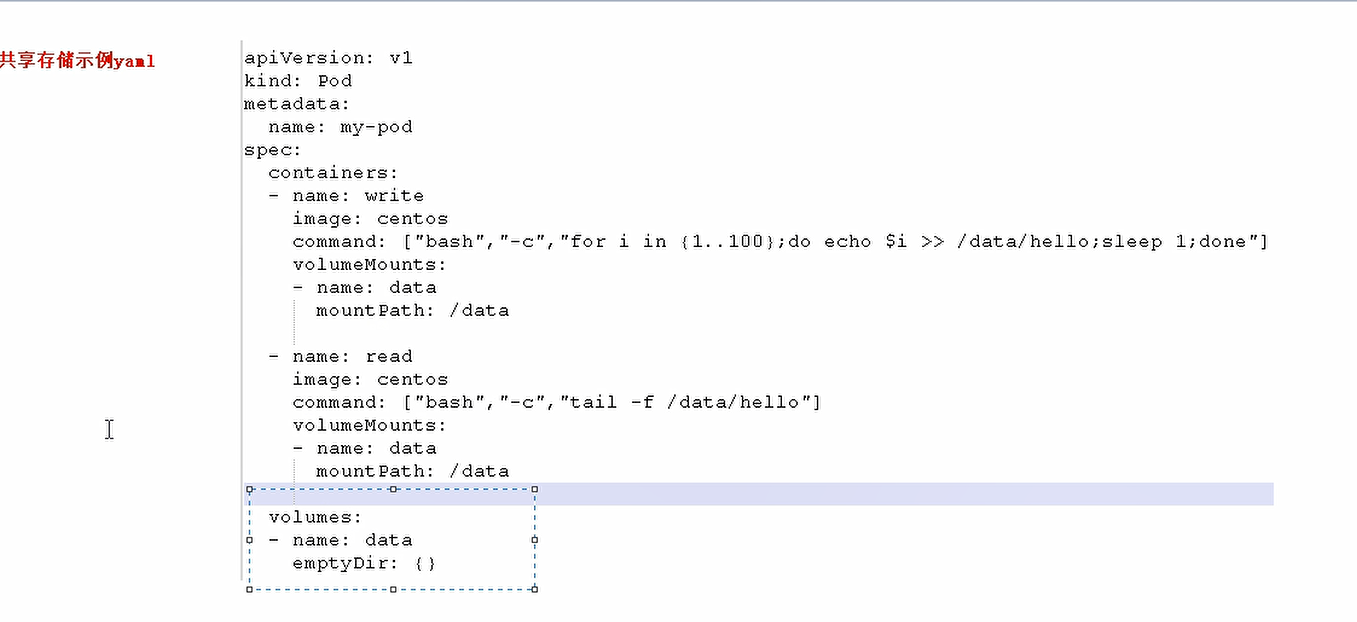 共享存储示例yaml
apiVersion: v1
kind: Pod
metadata:
  name: my-pod
spec:
  containers:
  - name: write
    image: centos
    command: ["bash","-c","for i in {1..100};do echo $i >> /data/hello;sleep 1;done"]
    volumeMounts:
    - name: data
      mountPath: /data
  - name: read
    image: centos
    command: ["bash","-c","tail -f /data/hello"]
    volumeMounts:
    - name: data
      mountPath: /data
  volumes:
  - name: data
    emptyDir: {}